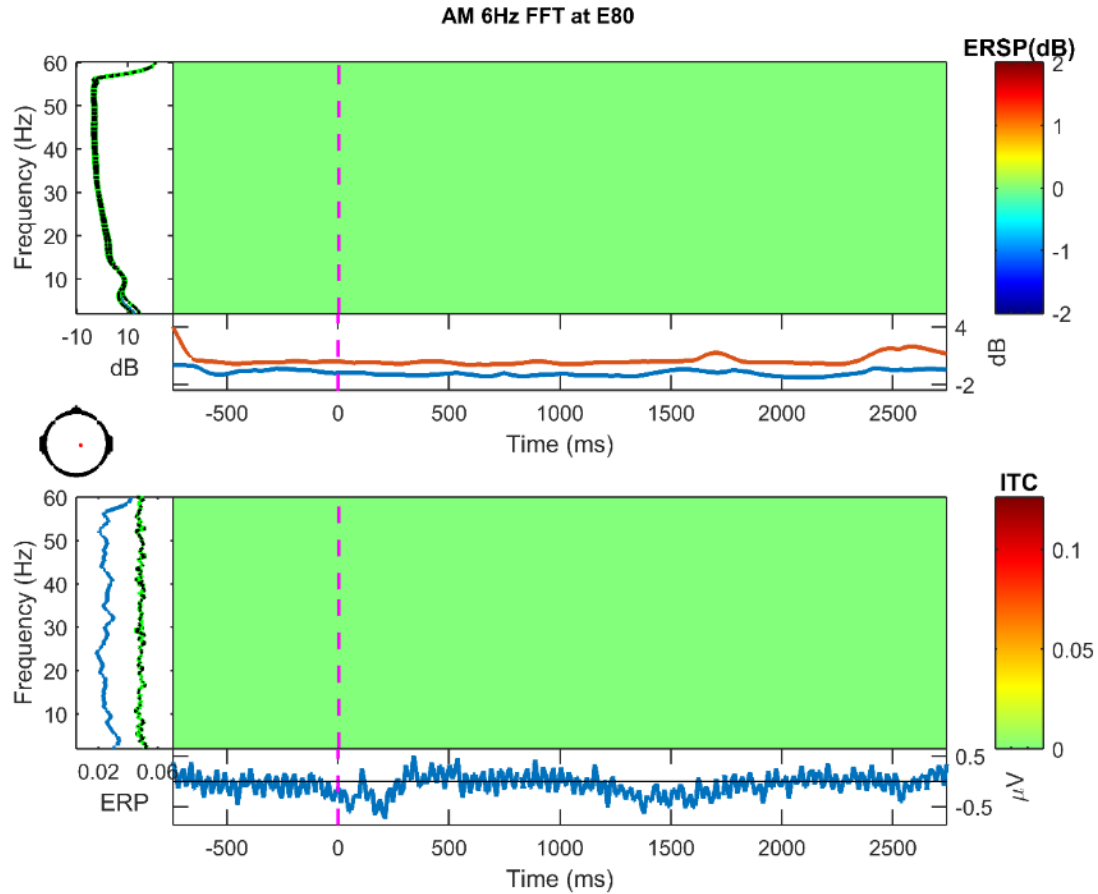 AM 6Hz FFT at E80
ERSP(dB)
60
50
40
30
20
10
Frequency (Hz)
-10 10
dB
2
1
0
-1
-2
4
-2
dB
-500 0 500 1000 1500 2000 2500
Time (ms)
ITC
60
50
40
30
20
10
Frequency (Hz)
0.02 0.06
ERP
0.1
0.05
0
0.5
-0.5
μV
-500 0 500 1000 1500 2000 2500
Time (ms)